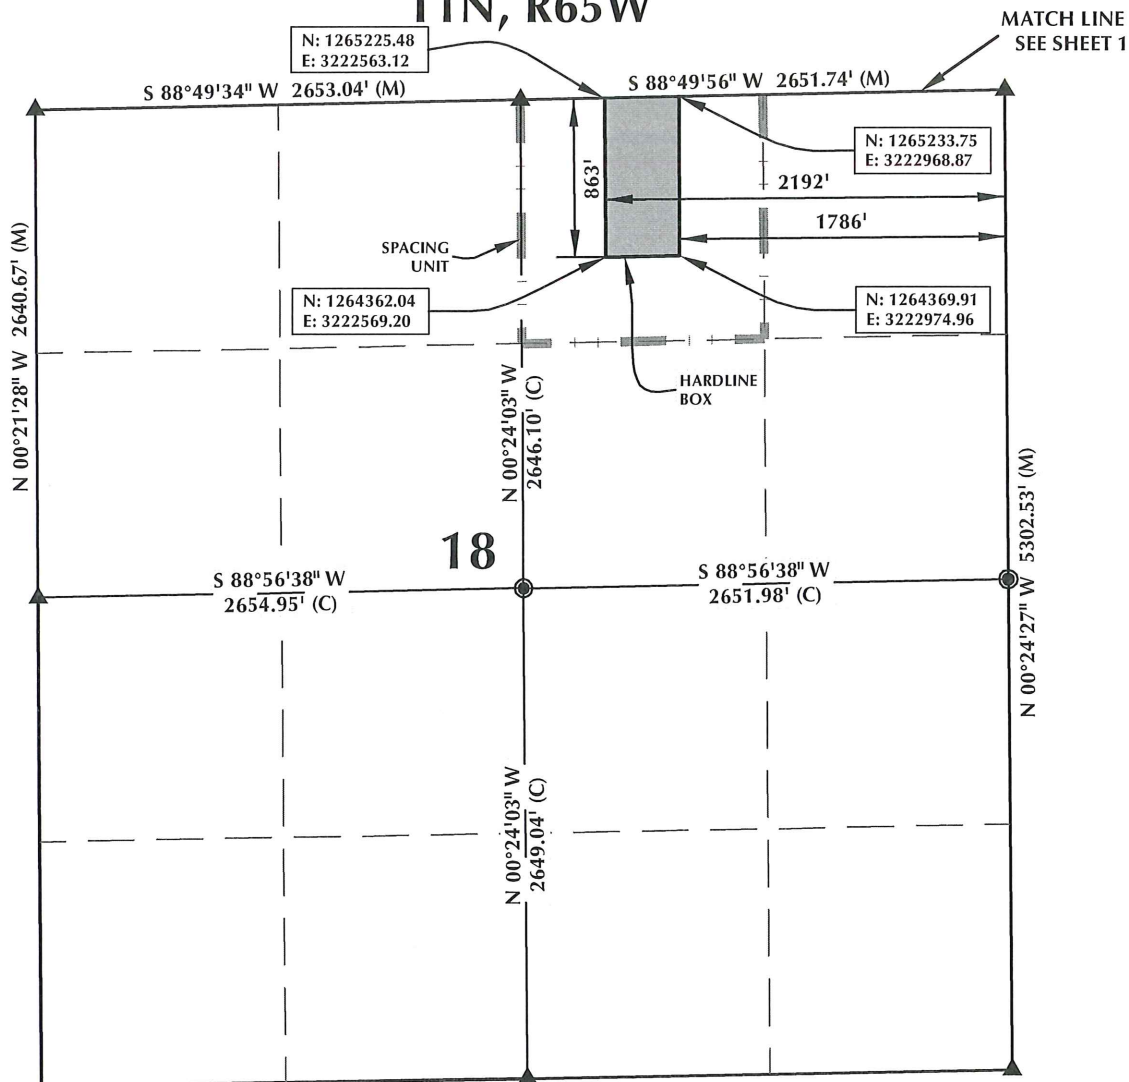 T1N, R65W
MATCH LINE
SEE SHEET 1
N: 1265225.48
E: 3222563.12
S 88°49'34" W 2653.04' (M)
S 88°49'56" W 2651.74' (M)
N: 1265233.75
E: 3222968.87
863'
2192'
1786'
SPACING
UNIT
N: 1264362.04
E: 3222569.20
N: 1264369.91
E: 3222974.96
HARDLINE
BOX
N 00°21'28" W 2640.67' (M)
N 00°24'03" W
2646.10' (C)
N 00°24'27" W 5302.53' (M)
18
S 88°56'38" W
2654.95' (C)
S 88°56'38" W
2651.98' (C)
N 00°24'03" W
2649.04' (C)